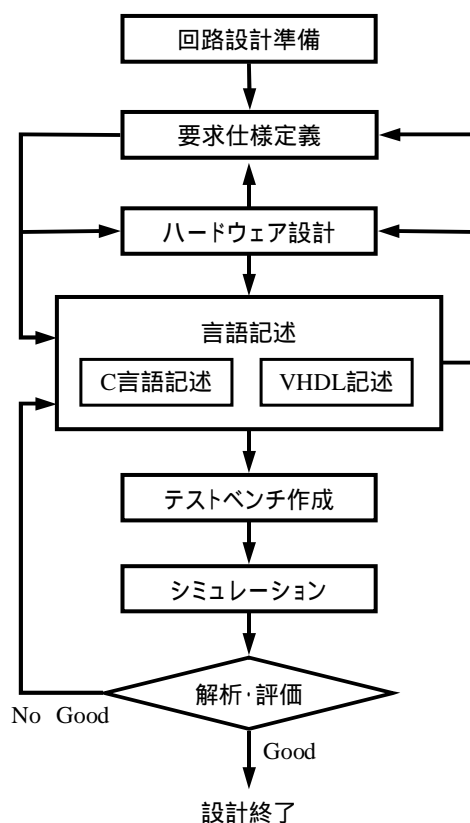 回路設計準備
要求仕様定義
ハードウェア設計
言語記述
C言語記述
VHDL記述
テストベンチ作成
シミュレーション
解析・評価
No Good
Good
設計終了